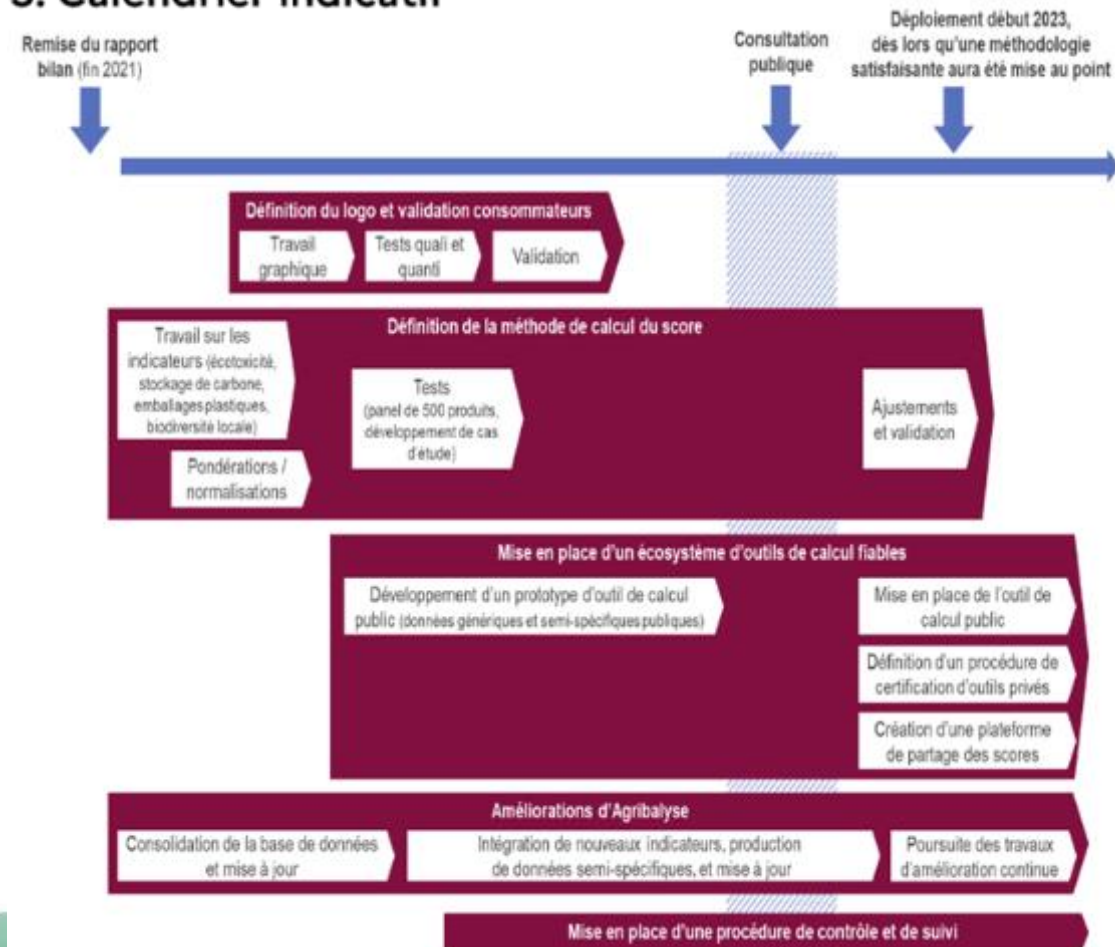 3. Calendrier indicatif
Remise du rapport
bilan (fin 2021)
Consultation
publique
Déploiement début 2023,
dès lors qu'une méthodologie
satisfaisante aura été mise au point
Définition du logo et validation consommateurs
Travail
graphique
Tests quali et
quanti
Validation
Définition de la méthode de calcul du score
Travail sur les
indicateurs (écotoxicité,
stockage de carbone,
emballages plastiques,
biodiversité locale)
Pondérations /
normalisations
Tests
(panel de 500 produits,
développement de cas
d'étude)
Ajustements
et validation
Mise en place d'un écosystème d'outils de calcul fiables
Développement d'un prototype d'outil de calcul
public (données génériques et semi-spécifiques publiques)
Mise en place de l'outil de
calcul public
Définition d'un procédure de
certification d'outils privés
Création d'une plateforme
de partage des scores
Améliorations d'Agribalyse
Consolidation de la base de données
et mise à jour
Intégration de nouveaux indicateurs, production
de données semi-spécifiques, et mise à jour
Poursuite des travaux
d'amélioration continue
Mise en place d'une procédure de contrôle et de suivi